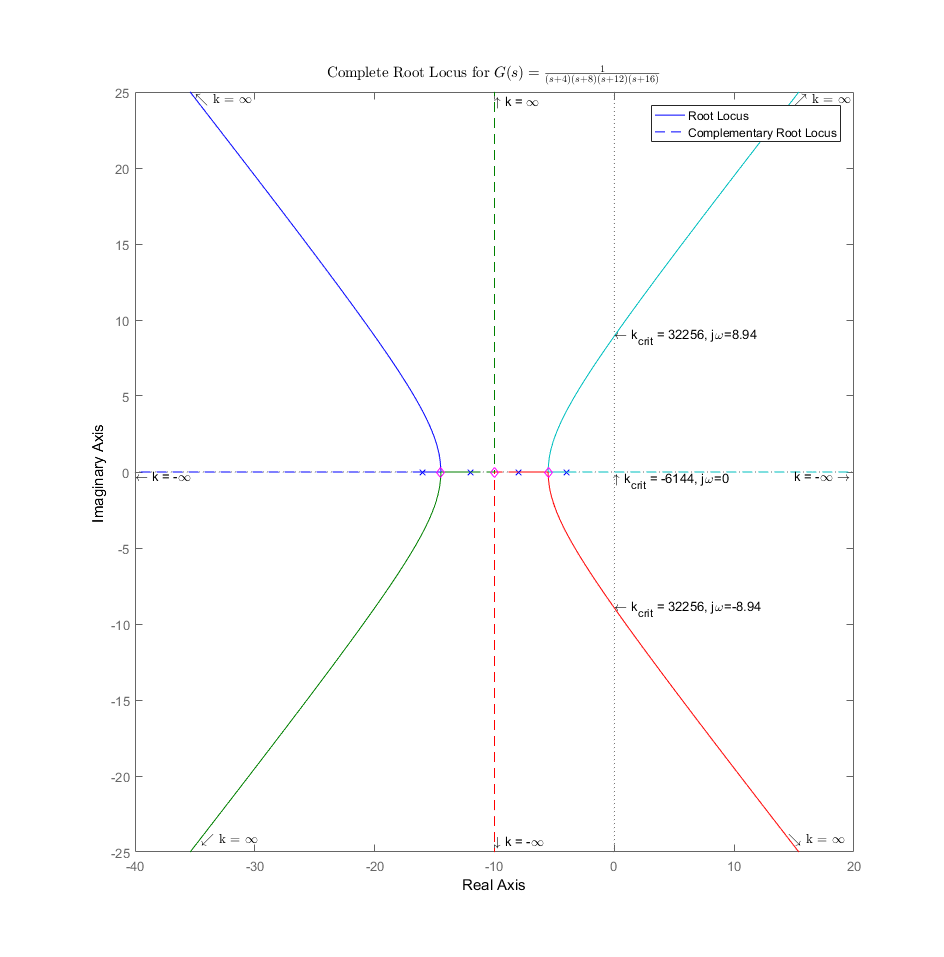 Complete Root Locus for G(s) = 1/((s+4)(s+8)(s+12)(s+16))
25
k = ∞
k = ∞
k = ∞
Root Locus
Complementary Root Locus
20
15
10
k_crit = 32256, jω=8.94
5
0
k = -∞
k_crit = -6144, jω=0
k = -∞
Imaginary Axis
-5
k_crit = 32256, jω=-8.94
-10
-15
-20
k = ∞
k = -∞
k = ∞
-25
-40 -30 -20 -10 0 10 20
Real Axis